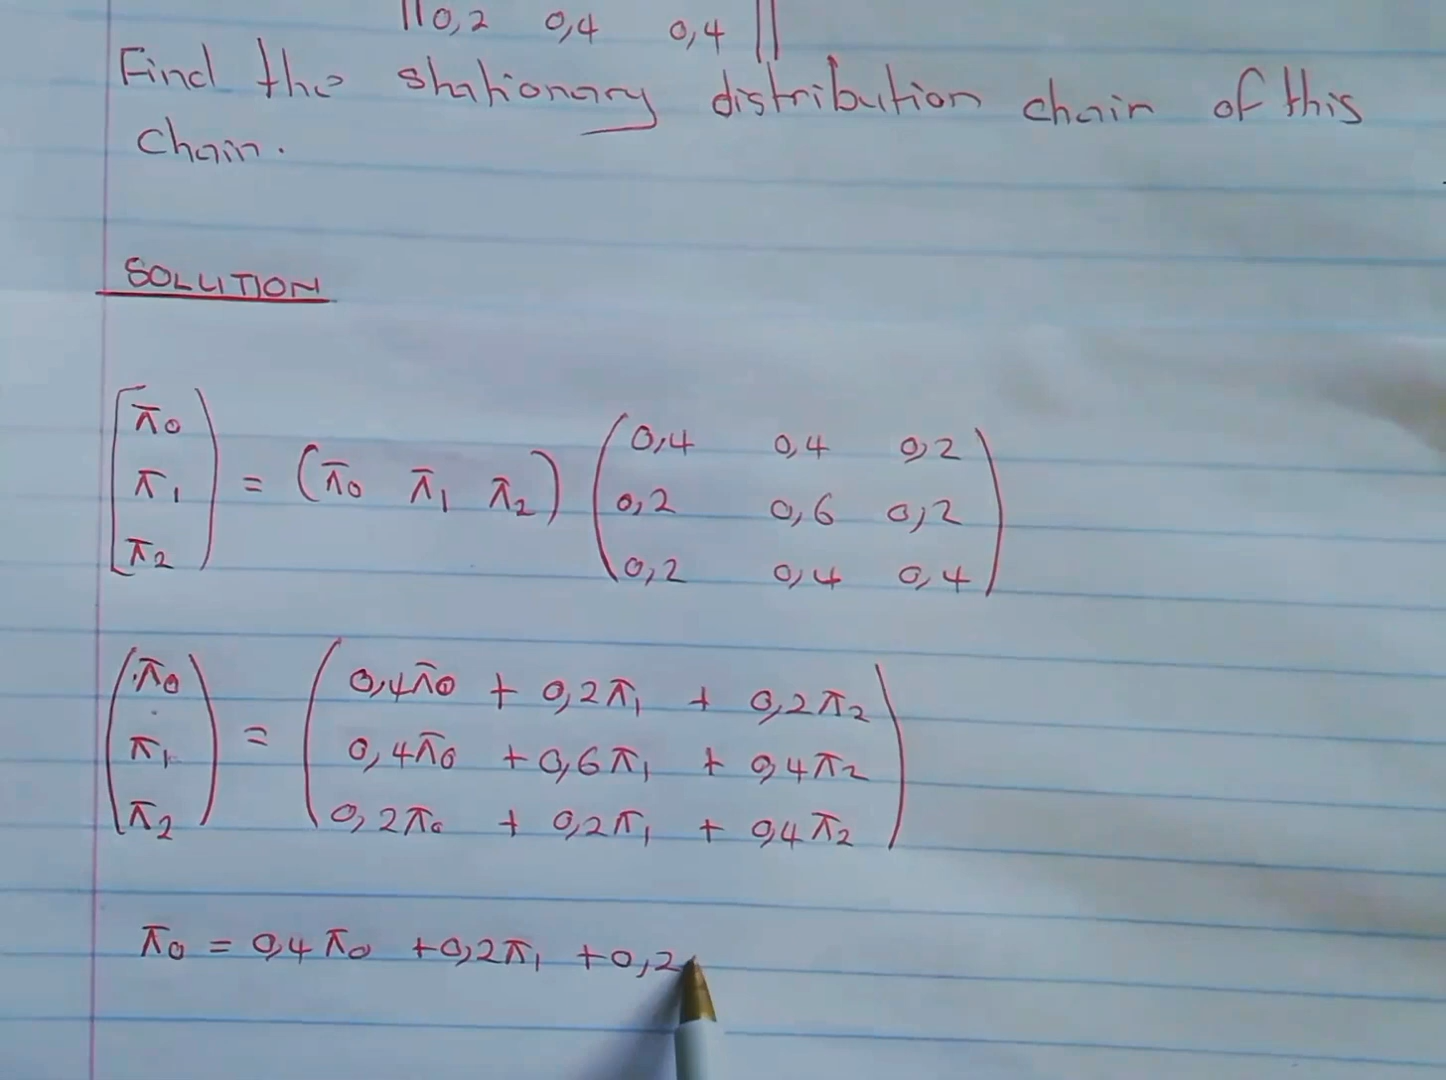 0,2 0,4 0,4
Find the stationary distribution chain of this
chain.
SOLUTION
π0
π1
π2
= (π0 π1 π2)
0,4 0,4 0,2
0,2 0,6 0,2
0,2 0,4 0,4
π0
π1
π2
=
0,4π0 + 0,2π1 + 0,2π2
0,4π0 + 0,6π1 + 0,4π2
0,2π0 + 0,2π1 + 0,4π2
π0 = 0,4π0 + 0,2π1 + 0,2